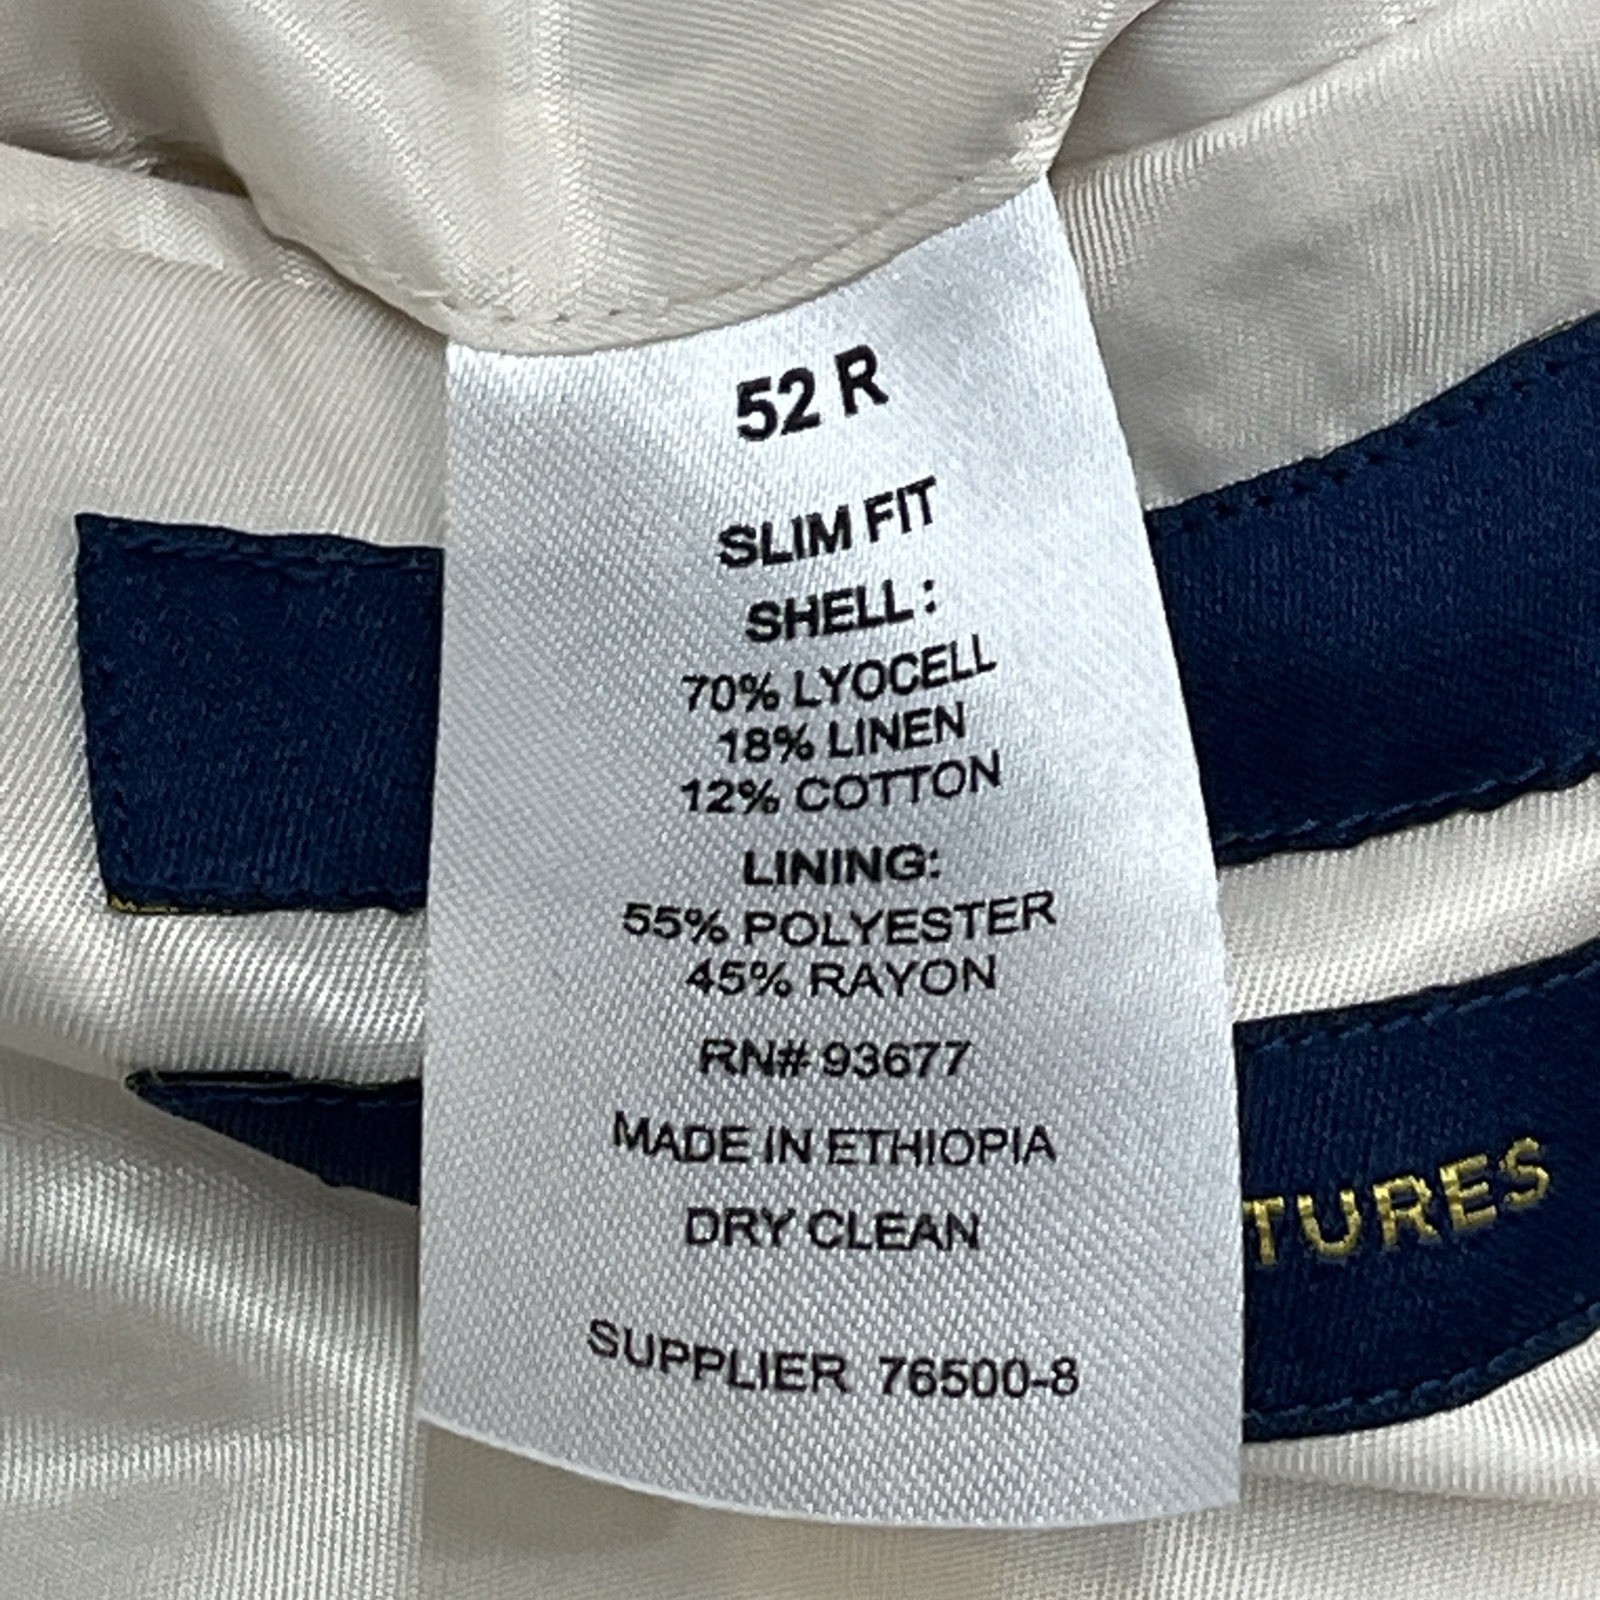 52 R
SLIM FIT
SHELL:
70% LYOCELL
18% LINEN
12% COTTON
LINING:
55% POLYESTER
45% RAYON
RN# 93677
MADE IN ETHIOPIA
DRY CLEAN
TURES
SUPPLIER 76500-8